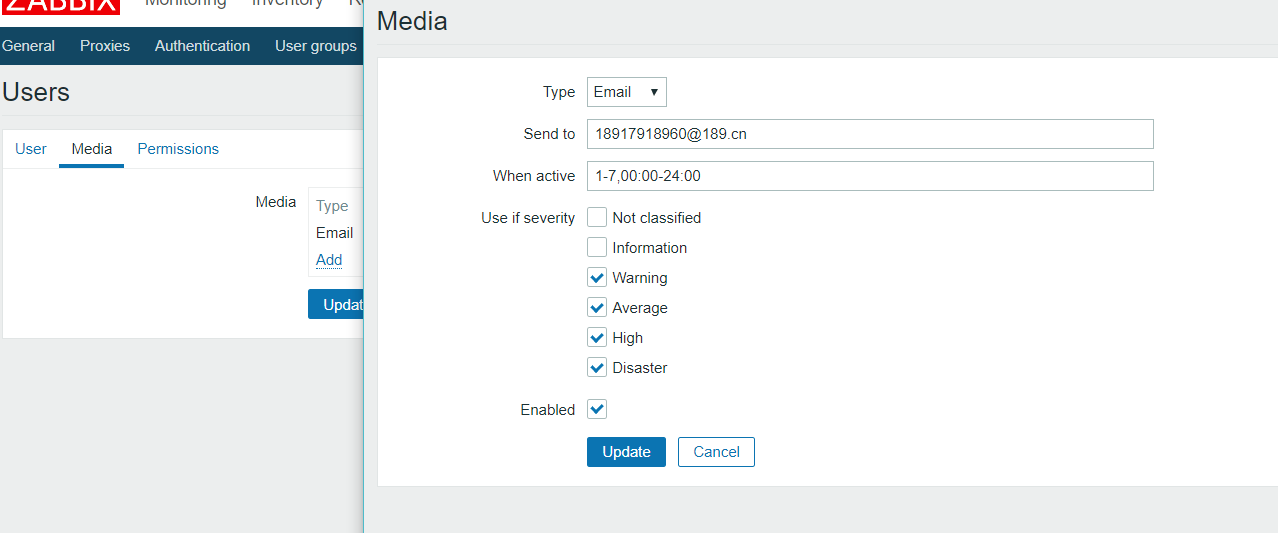 ZABBIX Monitoring Inventory
General Proxies Authentication User groups
Users
User Media Permissions
Media
Type
Email
Add
Media
Type Email
Send to 18917918960@189.cn
When active 1-7,00:00-24:00
Use if severity Not classified
Information
Warning
Average
High
Disaster
Enabled
Update Cancel